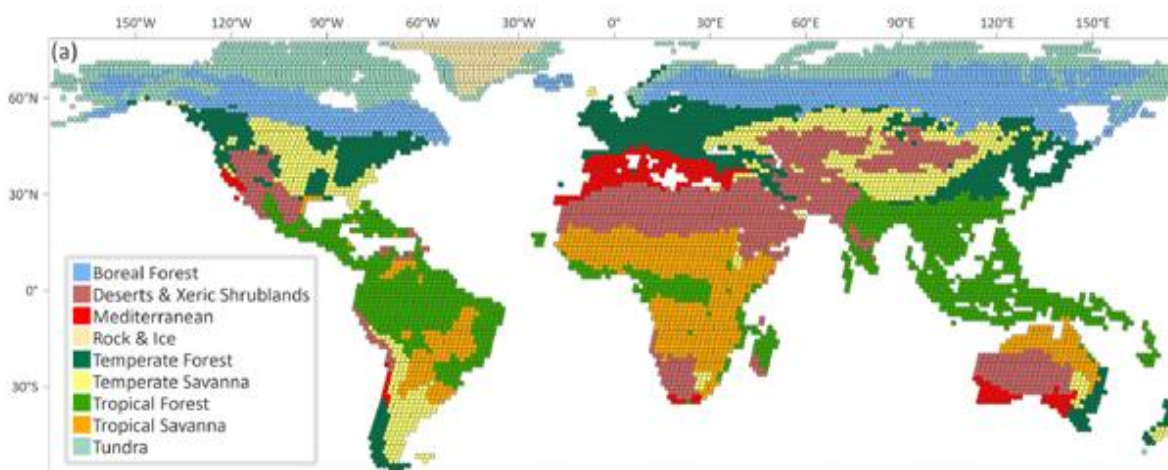 150°W 120°W 90°W 60°W 30°W 0° 30°E 60°E 90°E 120°E 150°E
(a)
60°N
30°N
0°
30°S
Boreal Forest
Deserts & Xeric Shrublands
Mediterranean
Rock & Ice
Temperate Forest
Temperate Savanna
Tropical Forest
Tropical Savanna
Tundra